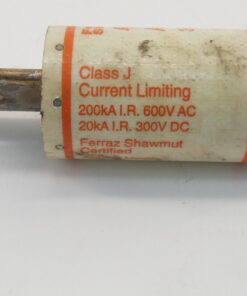 Class J
Current Limiting
200kA I.R. 600V AC
20kA I.R. 300V DC
Ferraz Shawmut
Certified